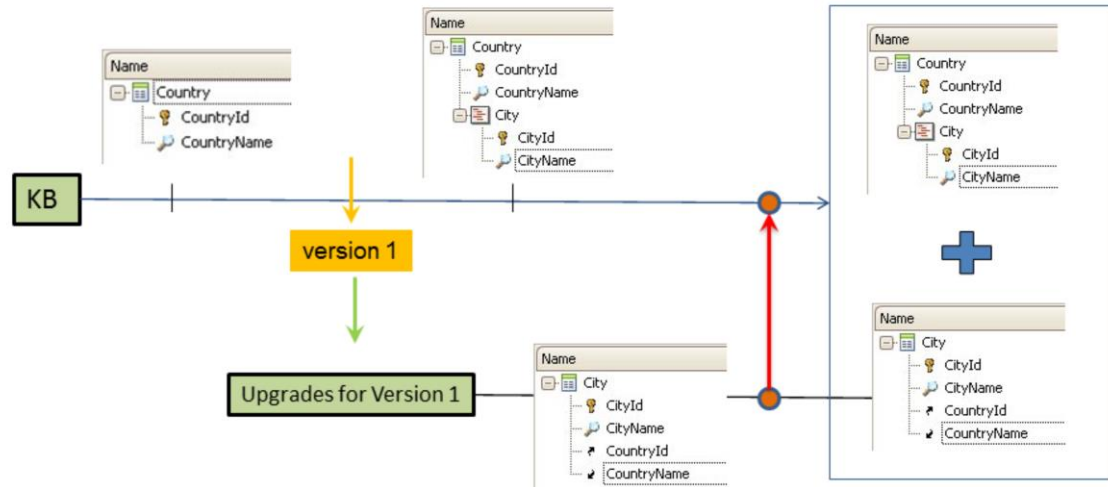 Name
Country
CountryId
CountryName
Name
Country
CountryId
CountryName
City
CityId
CityName
Name
Country
CountryId
CountryName
City
CityId
CityName
KB
version 1
Upgrades for Version 1
Name
City
CityId
CityName
CountryId
CountryName
Name
City
CityId
CityName
CountryId
CountryName